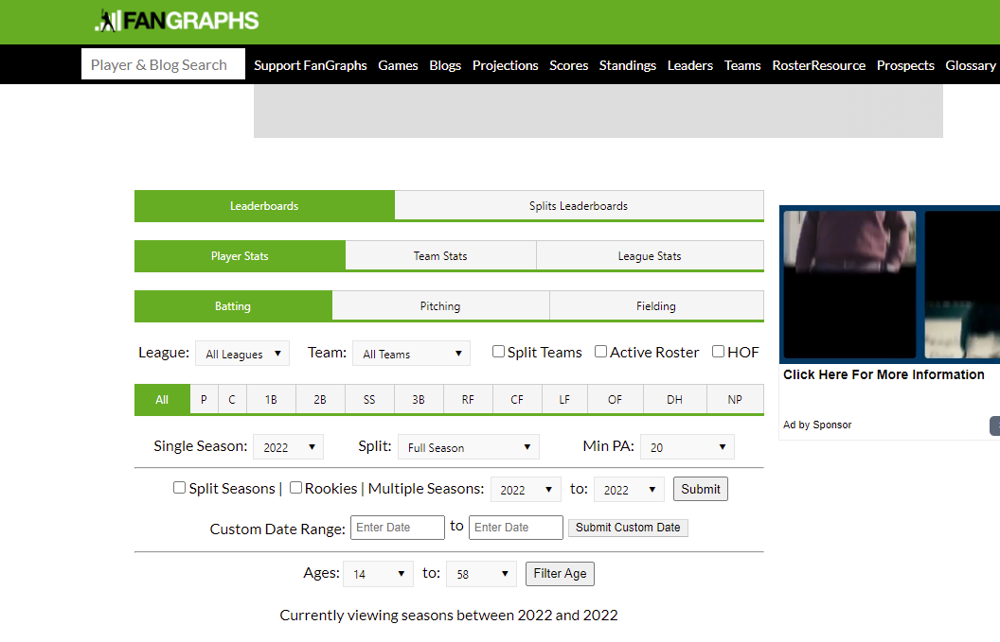 FANGRAPHS
Player & Blog Search Support FanGraphs Games Blogs Projections Scores Standings Leaders Teams RosterResource Prospects Glossary
Leaderboards Splits Leaderboards
Player Stats Team Stats League Stats
Batting Pitching Fielding
League: All Leagues Team: All Teams Split Teams Active Roster HOF
All P C 1B 2B SS 3B RF CF LF OF DH NP
Single Season: 2022 Split: Full Season Min PA: 20
Split Seasons | Rookies | Multiple Seasons: 2022 to: 2022 Submit
Custom Date Range: Enter Date to Enter Date Submit Custom Date
Ages: 14 to: 58 Filter Age
Currently viewing seasons between 2022 and 2022
Click Here For More Information
Ad by Sponsor